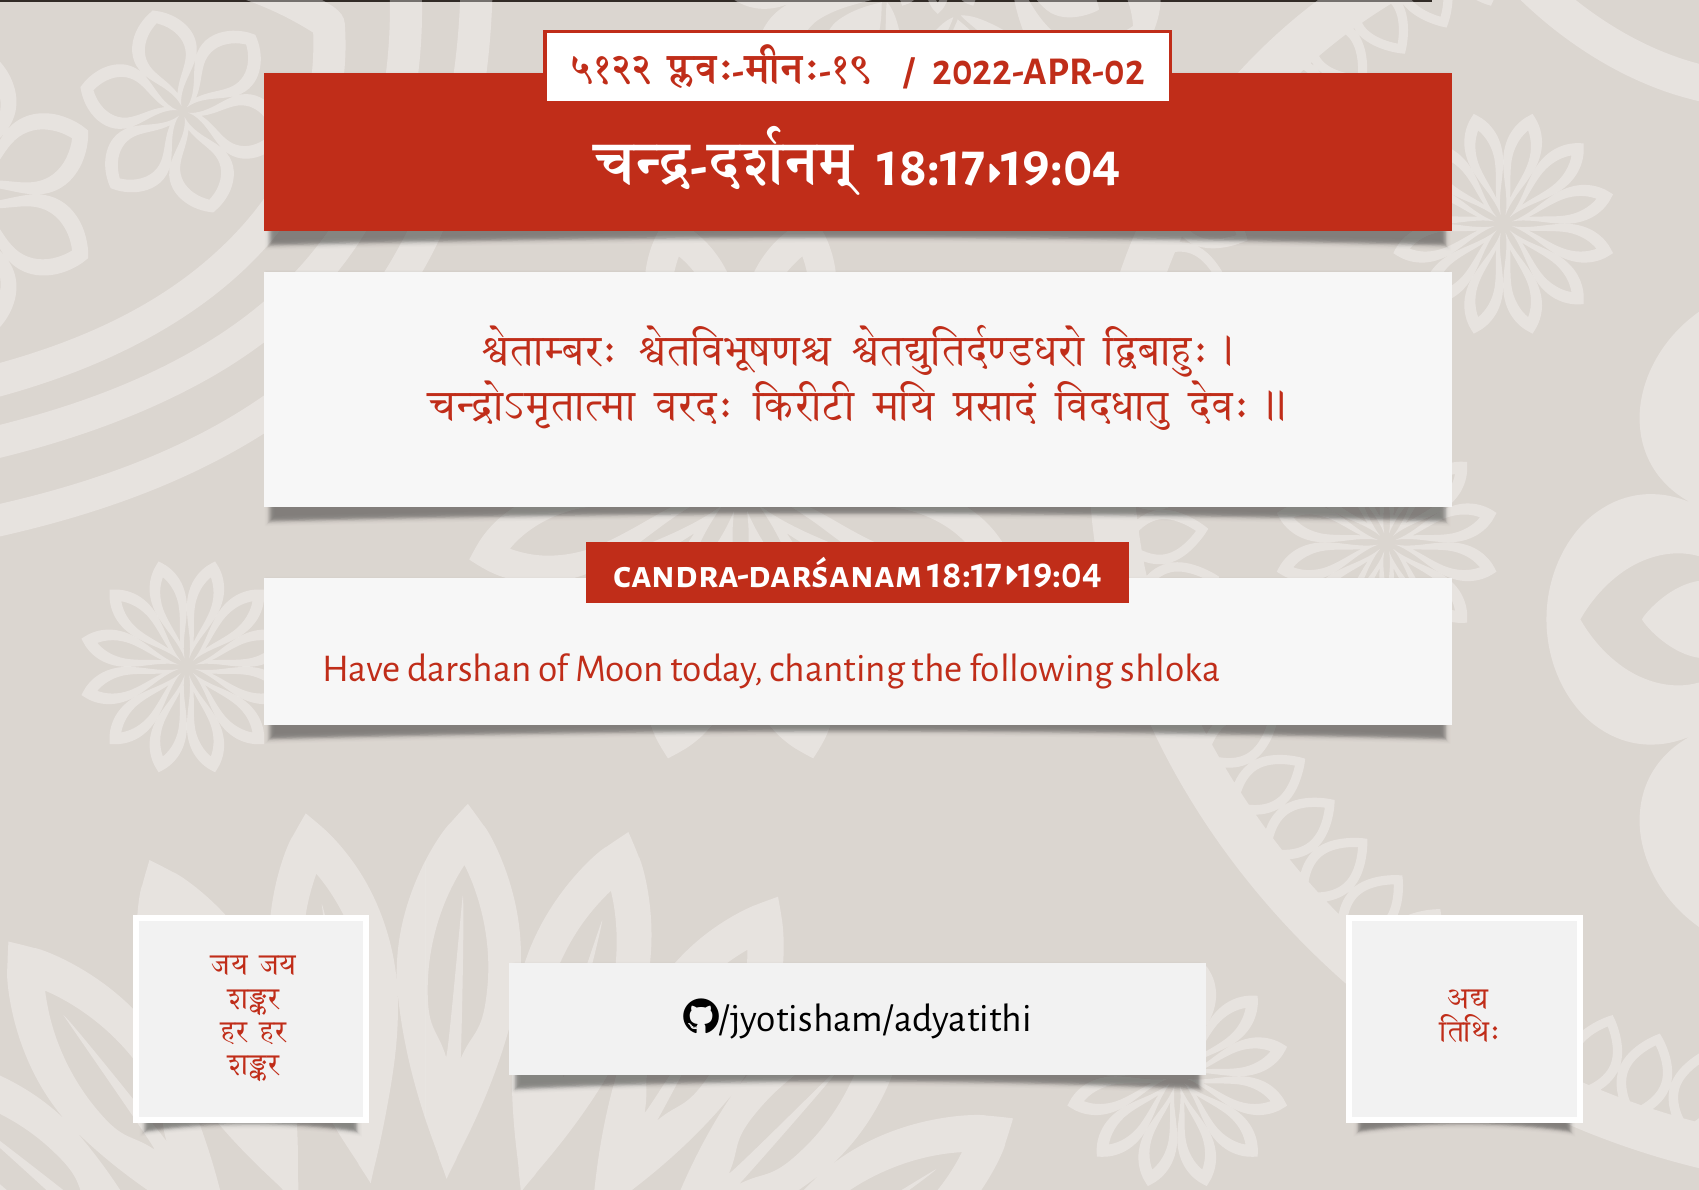 ५१२२ प्लवः-मीनः-१९ / 2022-APR-02
चन्द्र-दर्शनम् 18:17▸19:04
श्वेताम्बरः श्वेतविभूषणश्च श्वेतद्युतिर्दण्डधरो द्विबाहुः ।
चन्द्रोऽमृतात्मा वरदः किरीटी मयि प्रसादं विदधातु देवः ॥
CANDRA-DARŚANAM 18:17▸19:04
Have darshan of Moon today, chanting the following shloka
जय जय
शङ्कर
हर हर
शङ्कर
/jyotisham/adyatithi
अद्य
तिथिः